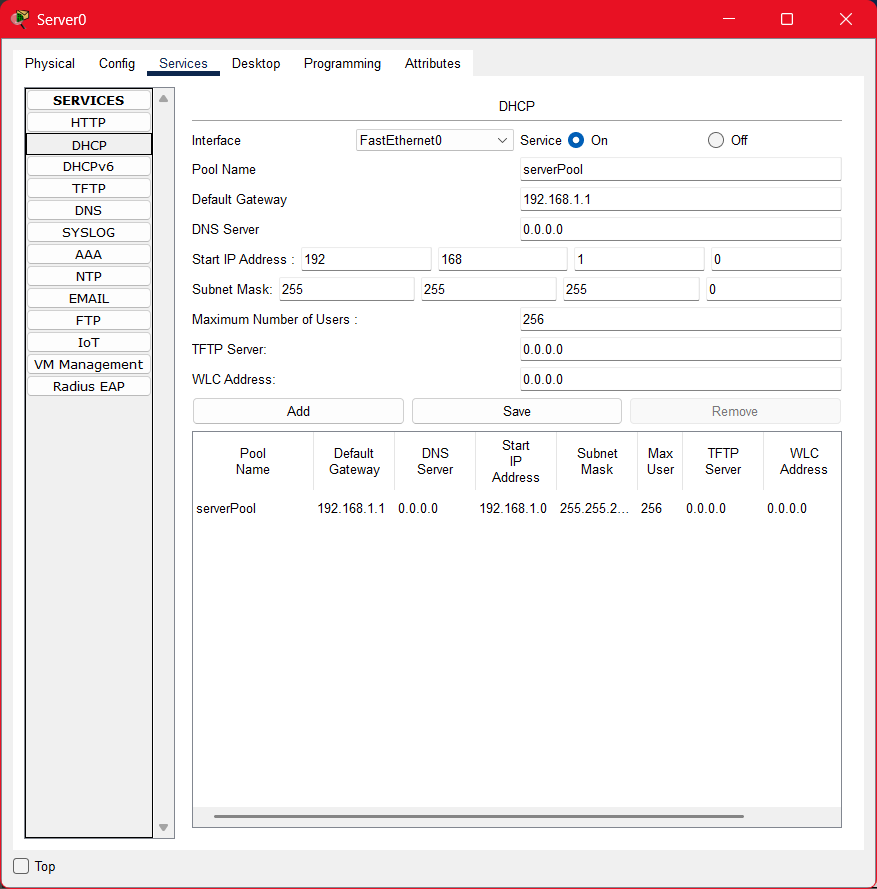 Server0
Physical Config Services Desktop Programming Attributes
SERVICES
HTTP
DHCP
DHCPv6
TFTP
DNS
SYSLOG
AAA
NTP
EMAIL
FTP
IoT
VM Management
Radius EAP
DHCP
Interface FastEthernet0 Service On Off
Pool Name serverPool
Default Gateway 192.168.1.1
DNS Server 0.0.0.0
Start IP Address : 192 168 1 0
Subnet Mask: 255 255 255 0
Maximum Number of Users : 256
TFTP Server: 0.0.0.0
WLC Address: 0.0.0.0
Add Save Remove
Pool Name Default Gateway DNS Server Start IP Address Subnet Mask Max User TFTP Server WLC Address
serverPool 192.168.1.1 0.0.0.0 192.168.1.0 255.255.2... 256 0.0.0.0 0.0.0.0
Top